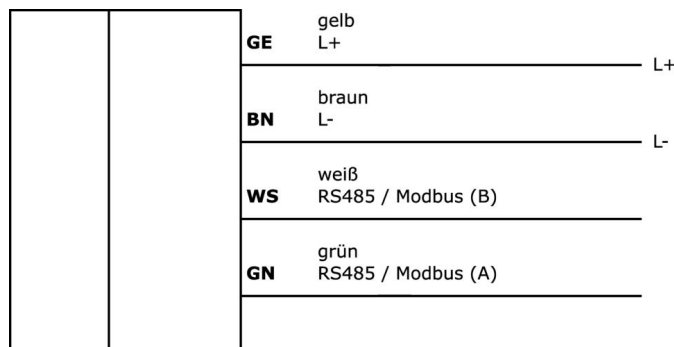 gelb
GE L+
L+
braun
BN L-
L-
weiß
WS RS485 / Modbus (B)
grün
GN RS485 / Modbus (A)